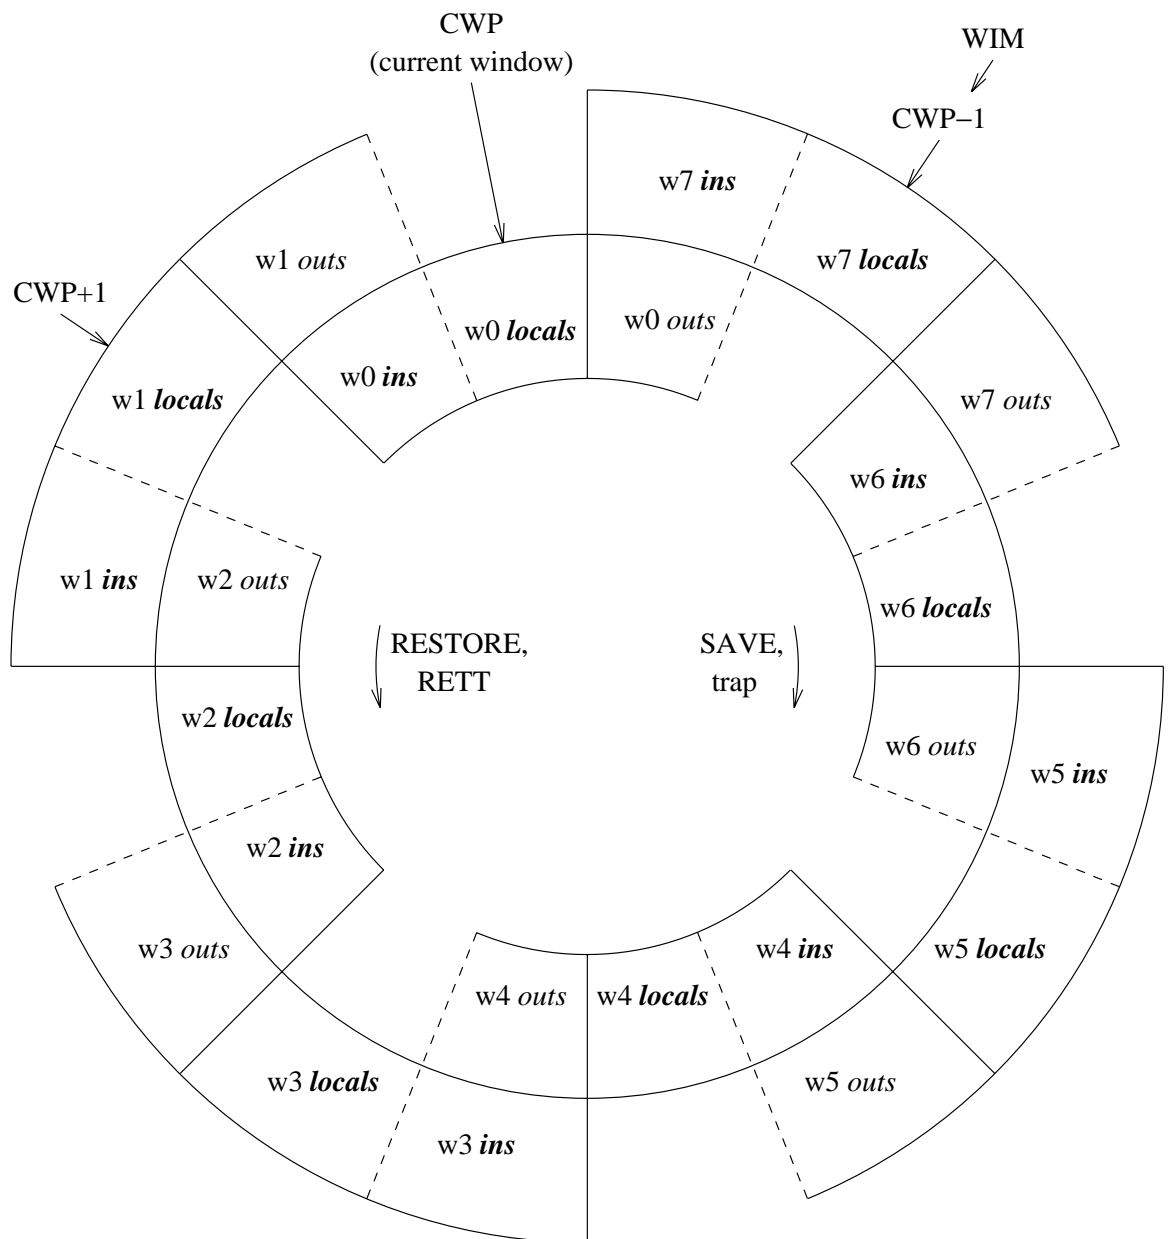 CWP
(current window)
WIM
CWP−1
w7 ins
w1 outs
w7 locals
CWP+1
w0 locals
w0 outs
w0 ins
w1 locals
w7 outs
w6 ins
w1 ins
w2 outs
w6 locals
RESTORE,
RETT
SAVE,
trap
w2 locals
w6 outs
w5 ins
w2 ins
w3 outs
w4 ins
w5 locals
w4 outs
w4 locals
w3 locals
w5 outs
w3 ins